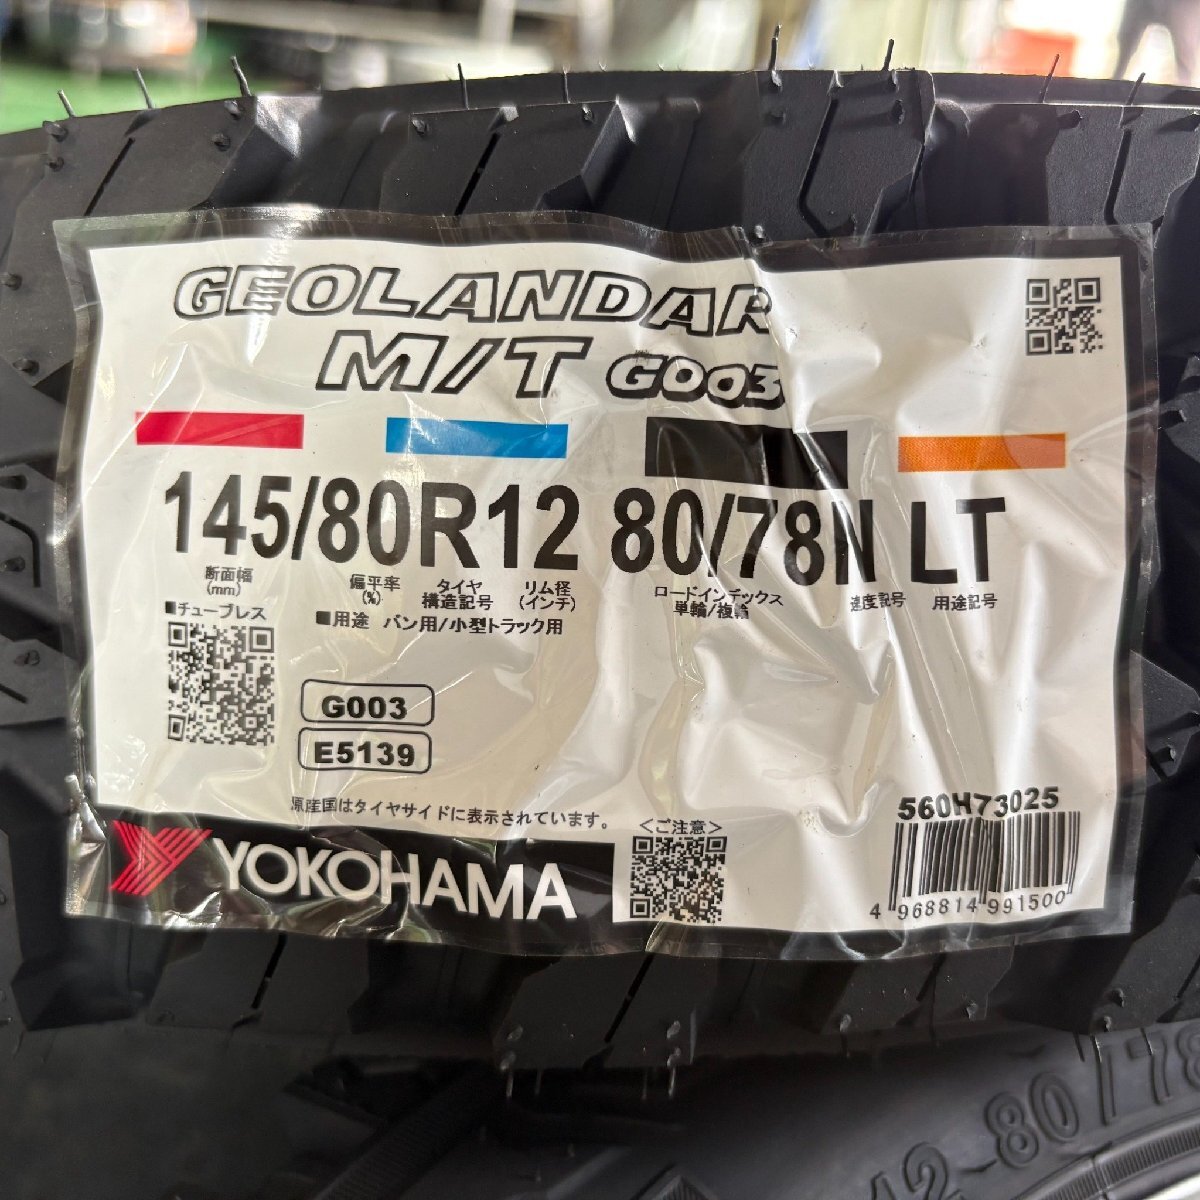 GEOLANDAR
M/T G003
145/80R12 80/78N LT
断面幅 (mm)
偏平率 (%)
タイヤ 構造記号
リム径 (インチ)
ロードインデックス 単輪/複輪
速度記号
用途記号
■チューブレス
■用途 バン用/小型トラック用
G003
E5139
原産国はタイヤサイドに表示されています。
<ご注意>
560H73025
4 968814 991500
YOKOHAMA
12-80/78